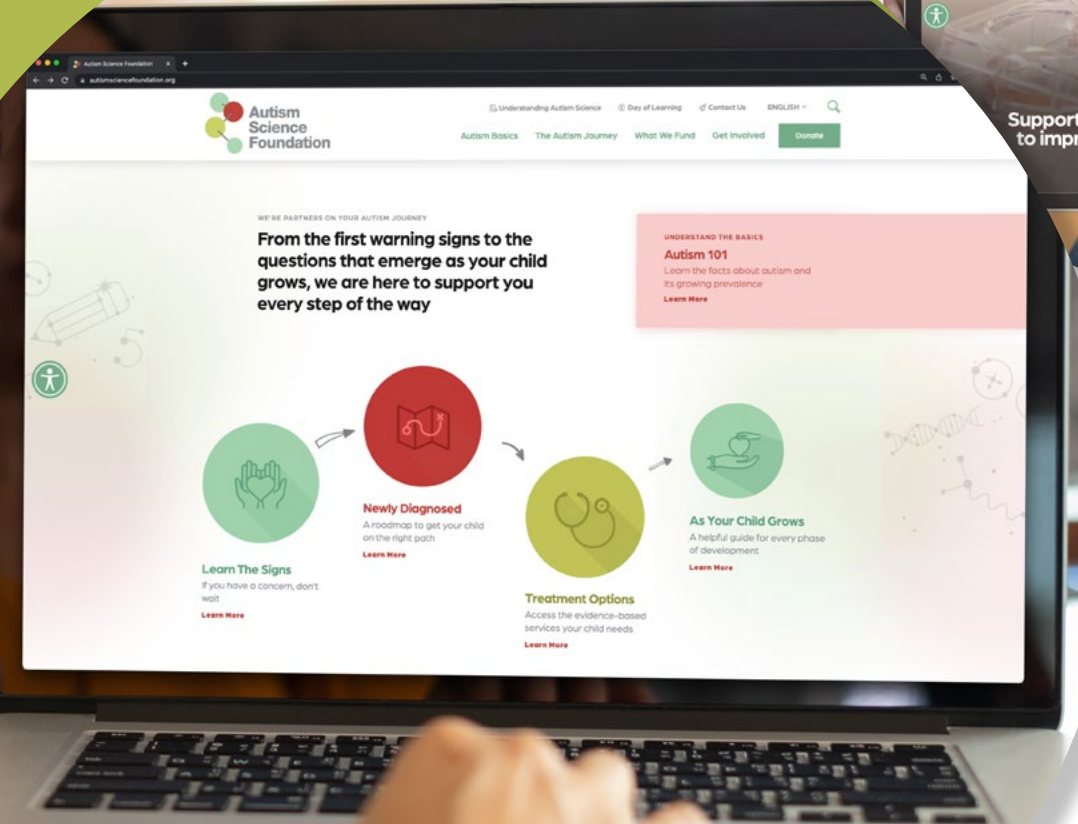 Autism Science Foundation
autismsciencefoundation.org
Autism
Science
Foundation
Understanding Autism Science
Day of Learning
Contact Us
ENGLISH
Autism Basics
The Autism Journey
What We Fund
Get Involved
Donate
WE'RE PARTNERS ON YOUR AUTISM JOURNEY
From the first warning signs to the
questions that emerge as your child
grows, we are here to support you
every step of the way
UNDERSTAND THE BASICS
Autism 101
Learn the facts about autism and
its growing prevalence
Learn More
Learn The Signs
If you have a concern, don't
wait
Learn More
Newly Diagnosed
A roadmap to get your child
on the right path
Learn More
Treatment Options
Access the evidence-based
services your child needs
Learn More
As Your Child Grows
A helpful guide for every phase
of development
Learn More
Support
to impr